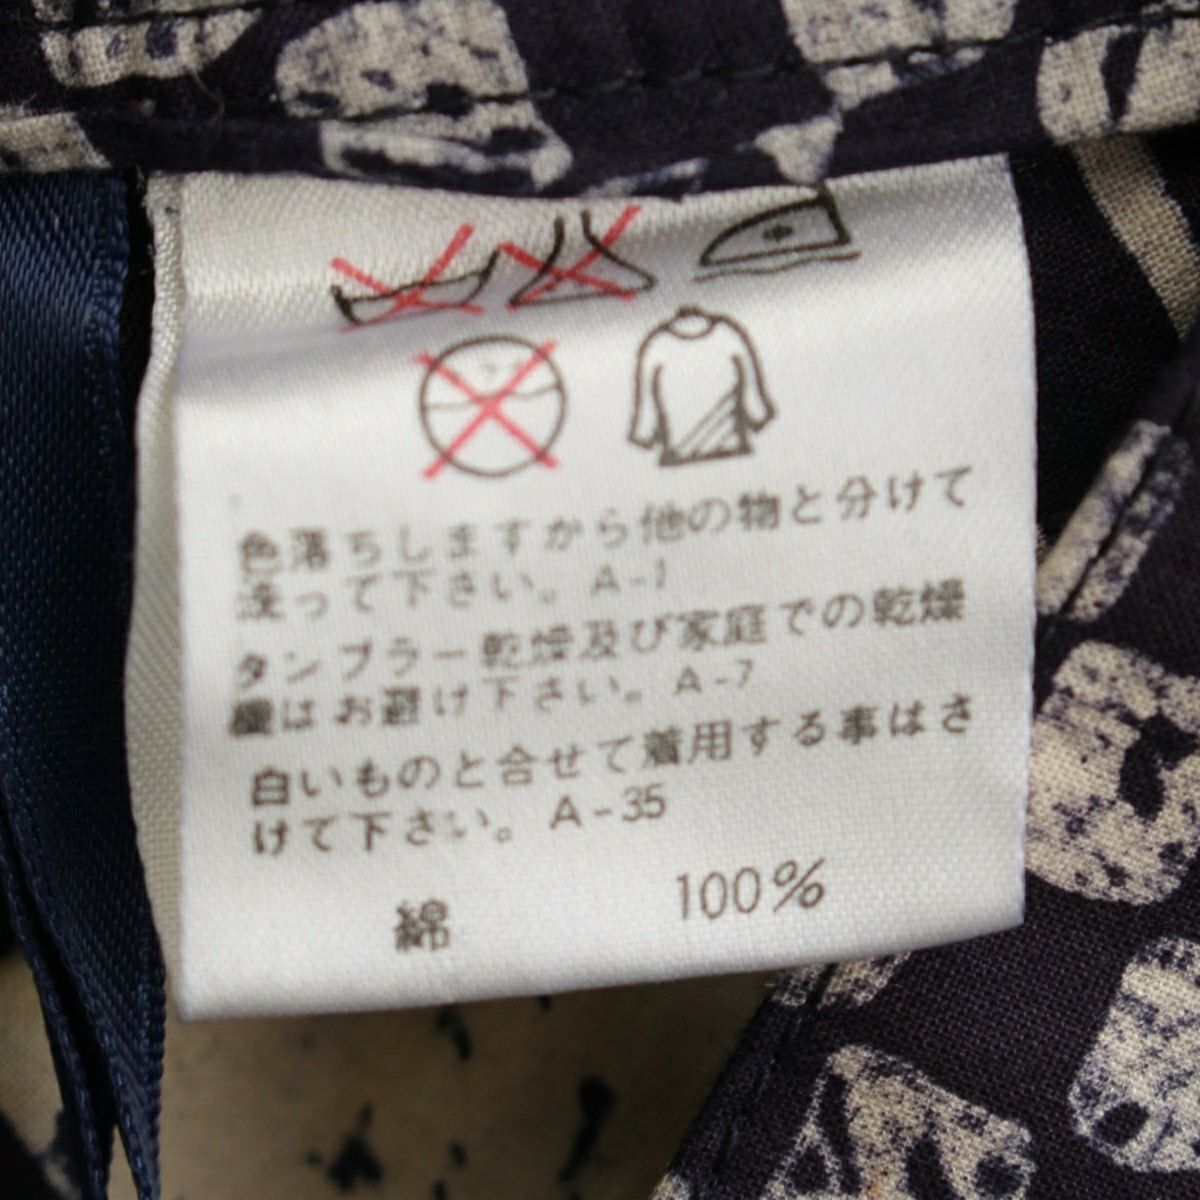 色落ちしますから他の物と分けて
洗って下さい。A-1
タンブラー乾燥及び家庭での乾燥
機はお避け下さい。A-7
白いものと合せて着用する事はさ
けて下さい。A-35
綿 100%